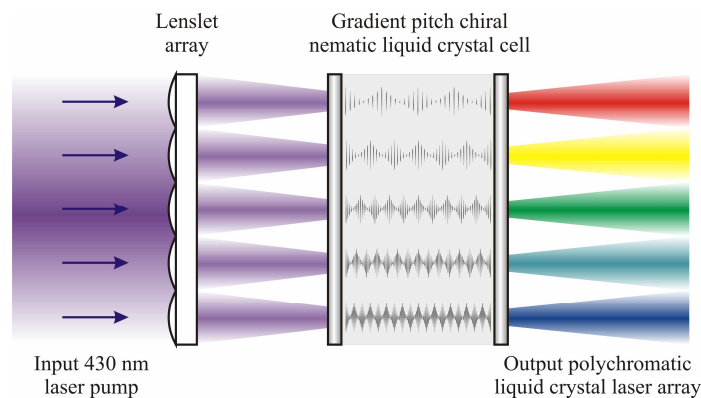 Lenslet
array
Gradient pitch chiral
nematic liquid crystal cell
Input 430 nm
laser pump
Output polychromatic
liquid crystal laser array